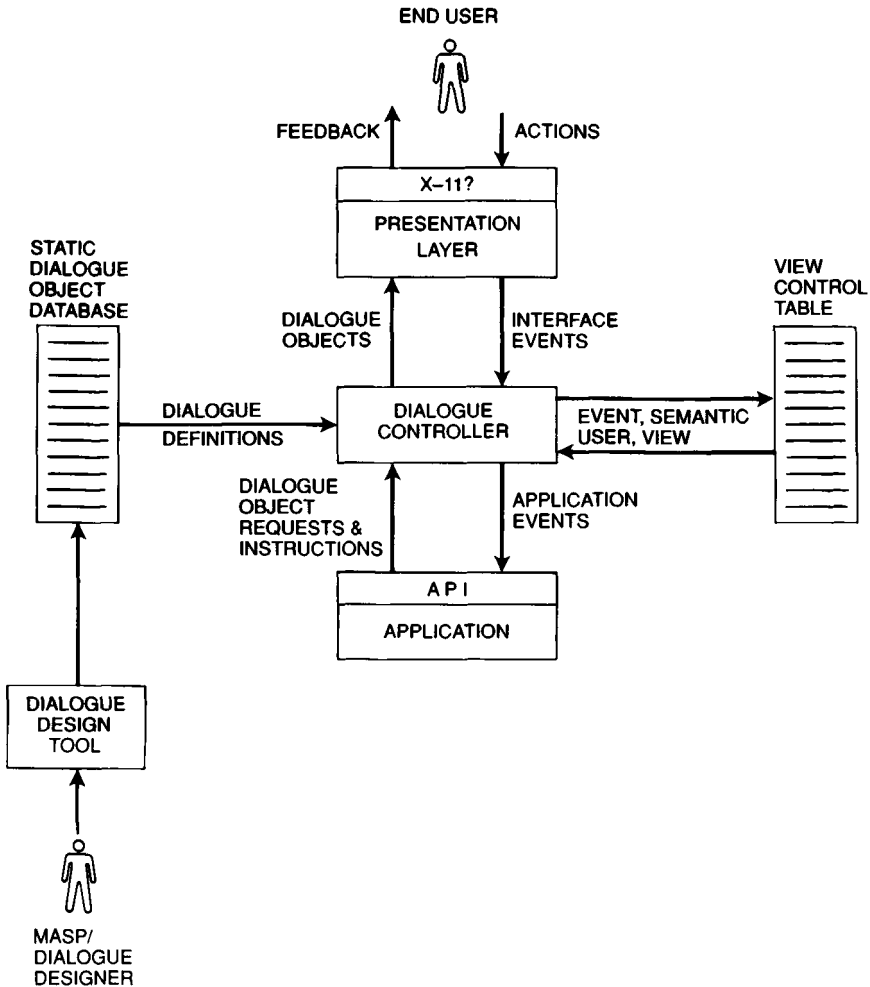 END USER
FEEDBACK
ACTIONS
X-11?
PRESENTATION
LAYER
STATIC
DIALOGUE
OBJECT
DATABASE
VIEW
CONTROL
TABLE
DIALOGUE
OBJECTS
INTERFACE
EVENTS
DIALOGUE
DEFINITIONS
DIALOGUE
CONTROLLER
EVENT, SEMANTIC
USER, VIEW
DIALOGUE
OBJECT
REQUESTS &
INSTRUCTIONS
APPLICATION
EVENTS
A P I
APPLICATION
DIALOGUE
DESIGN
TOOL
MASP/
DIALOGUE
DESIGNER